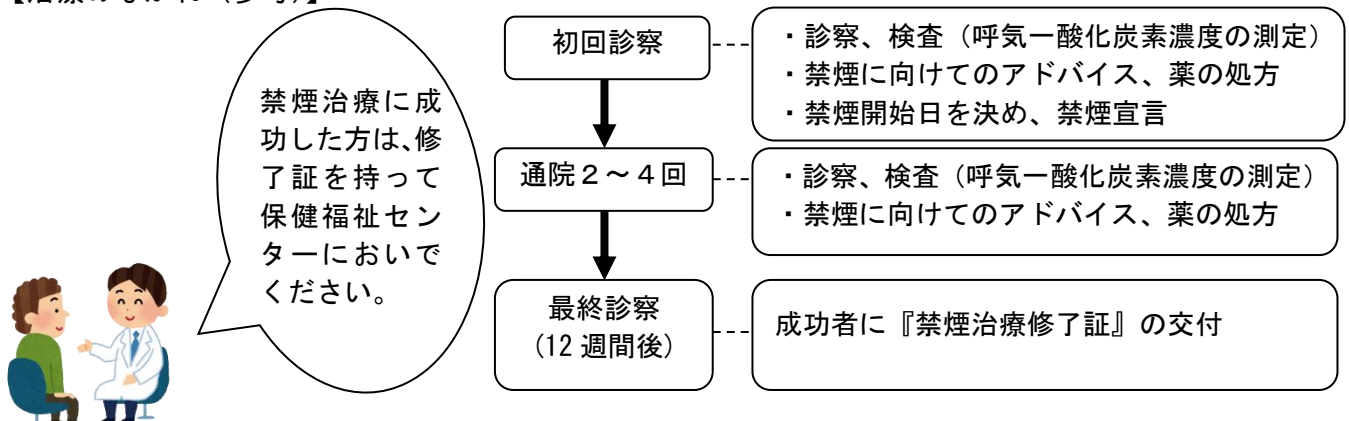 禁煙治療に成
功した方は、修
了証を持って
保健福祉セン
ターにおいで
ください。
初回診察
・診察、検査（呼気一酸化炭素濃度の測定）
・禁煙に向けてのアドバイス、薬の処方
・禁煙開始日を決め、禁煙宣言
通院２～４回
・診察、検査（呼気一酸化炭素濃度の測定）
・禁煙に向けてのアドバイス、薬の処方
最終診察
(12週間後)
成功者に『禁煙治療修了証』の交付